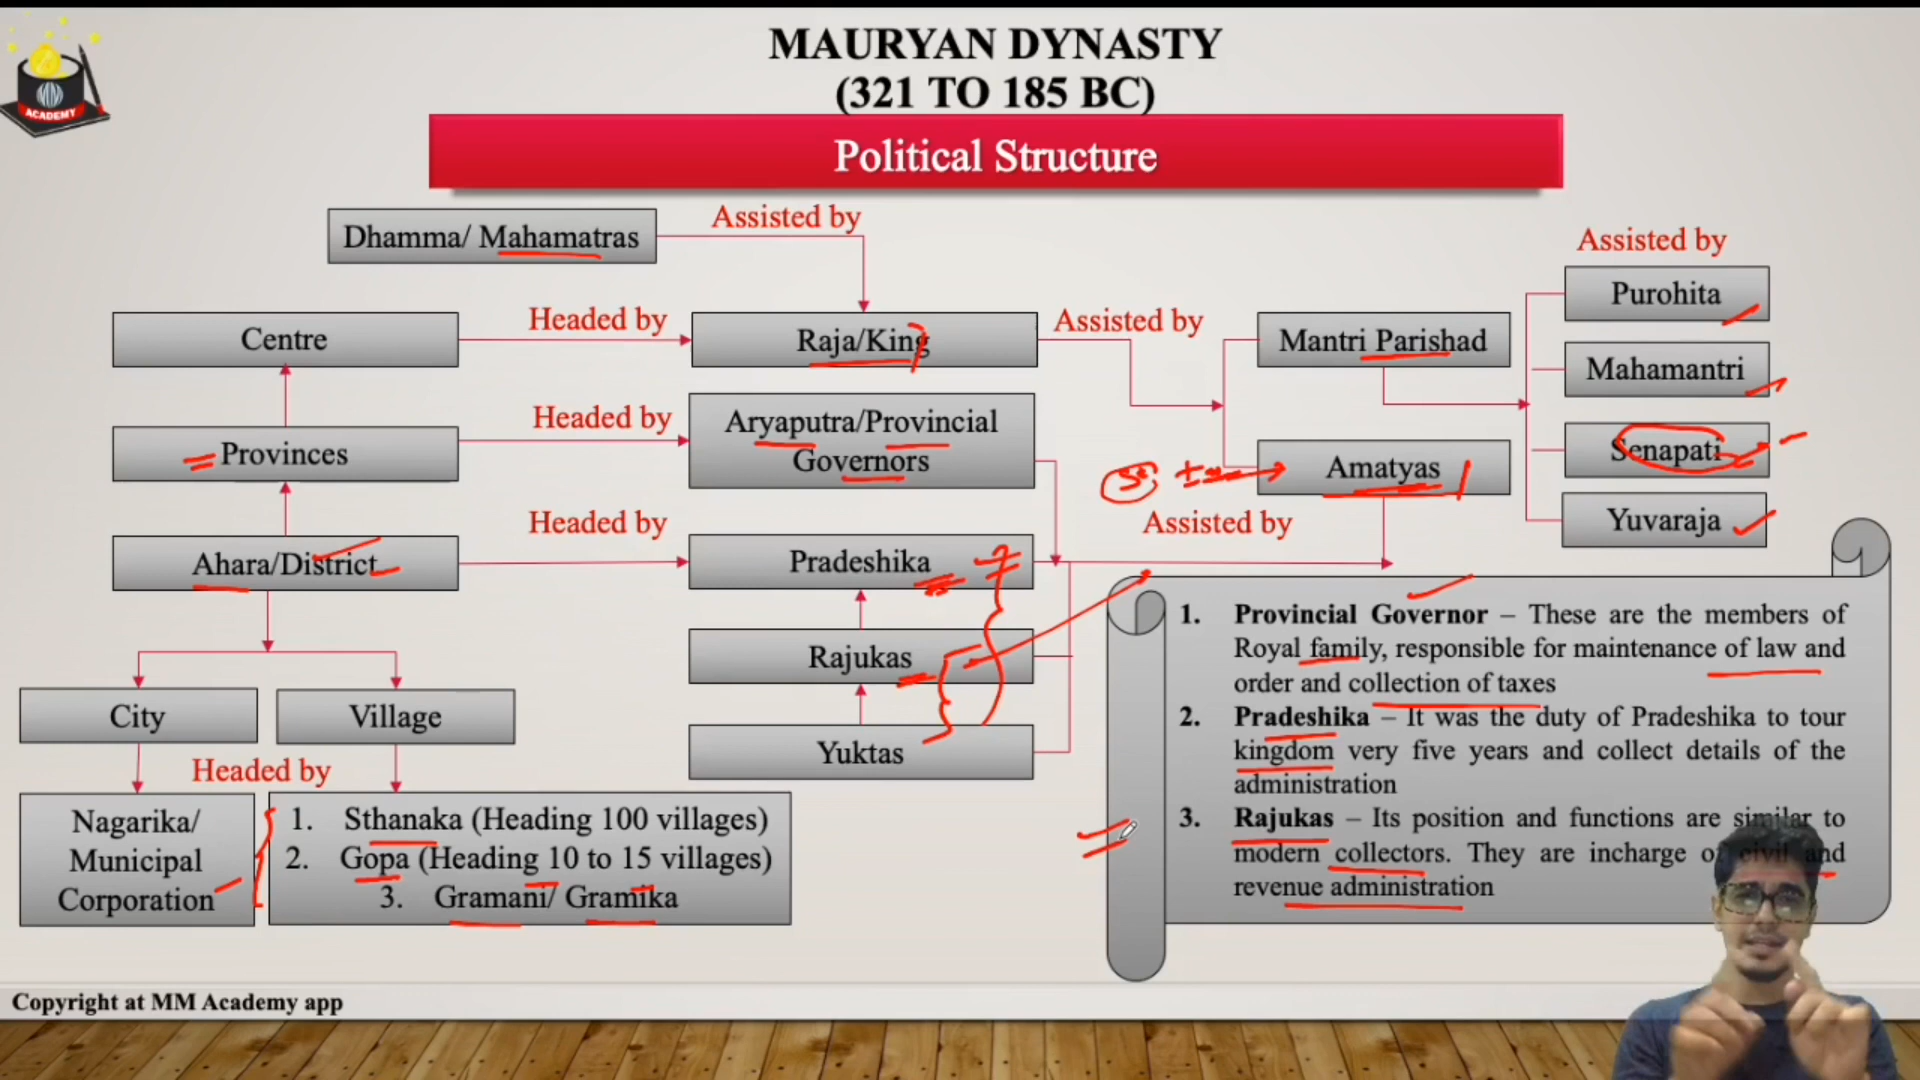 MAURYAN DYNASTY
(321 TO 185 BC)
ACADEMY
Political Structure
Dhamma/ Mahamatras
Assisted by
Assisted by
Centre
Headed by
Raja/King
Assisted by
Mantri Parishad
Purohita
Mahamantri
Senapati
Yuvaraja
Provinces
Headed by
Aryaputra/Provincial
Governors
Amatyas
Assisted by
Ahara/District
Headed by
Pradeshika
Rajukas
Yuktas
City
Village
Headed by
Nagarika/
Municipal
Corporation
1. Sthanaka (Heading 100 villages)
2. Gopa (Heading 10 to 15 villages)
3. Gramani/ Gramika
1. Provincial Governor – These are the members of
Royal family, responsible for maintenance of law and
order and collection of taxes
2. Pradeshika – It was the duty of Pradeshika to tour
kingdom very five years and collect details of the
administration
3. Rajukas – Its position and functions are similar to
modern collectors. They are incharge of civil and
revenue administration
Copyright at MM Academy app